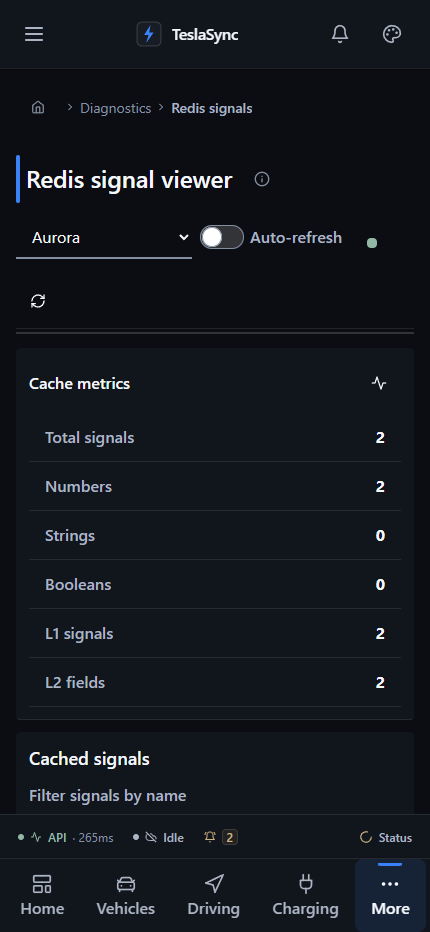 TeslaSync
Diagnostics Redis signals
Redis signal viewer
Aurora Auto-refresh
Cache metrics
Total signals 2
Numbers 2
Strings 0
Booleans 0
L1 signals 2
L2 fields 2
Cached signals
Filter signals by name
API · 265ms Idle 2 Status
Home Vehicles Driving Charging More